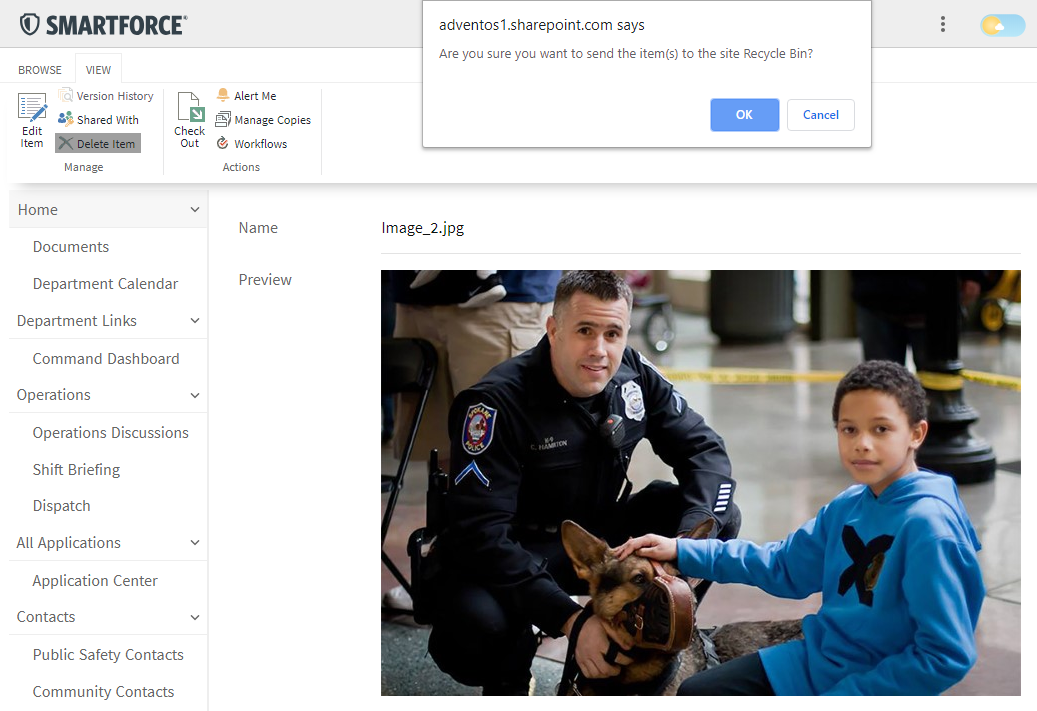 SMARTFORCE®
adventos1.sharepoint.com says
Are you sure you want to send the item(s) to the site Recycle Bin?
OK
Cancel
BROWSE
VIEW
Edit
Item
Version History
Shared With
Delete Item
Manage
Check
Out
Alert Me
Manage Copies
Workflows
Actions
Home
Documents
Department Calendar
Department Links
Command Dashboard
Operations
Operations Discussions
Shift Briefing
Dispatch
All Applications
Application Center
Contacts
Public Safety Contacts
Community Contacts
Name
Image_2.jpg
Preview
SPOKANE
POLICE
K-9
C. HAMILTON